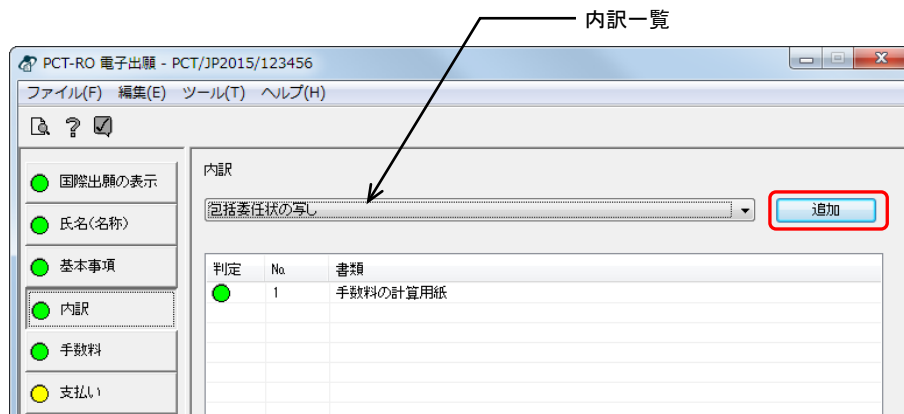 内訳一覧
PCT-RO 電子出願 - PCT/JP2015/123456
ファイル(F) 編集(E) ツール(T) ヘルプ(H)
国際出願の表示
氏名(名称)
基本事項
内訳
手数料
支払い
内訳
包括委任状の写し
追加
判定 No. 書類
1 手数料の計算用紙